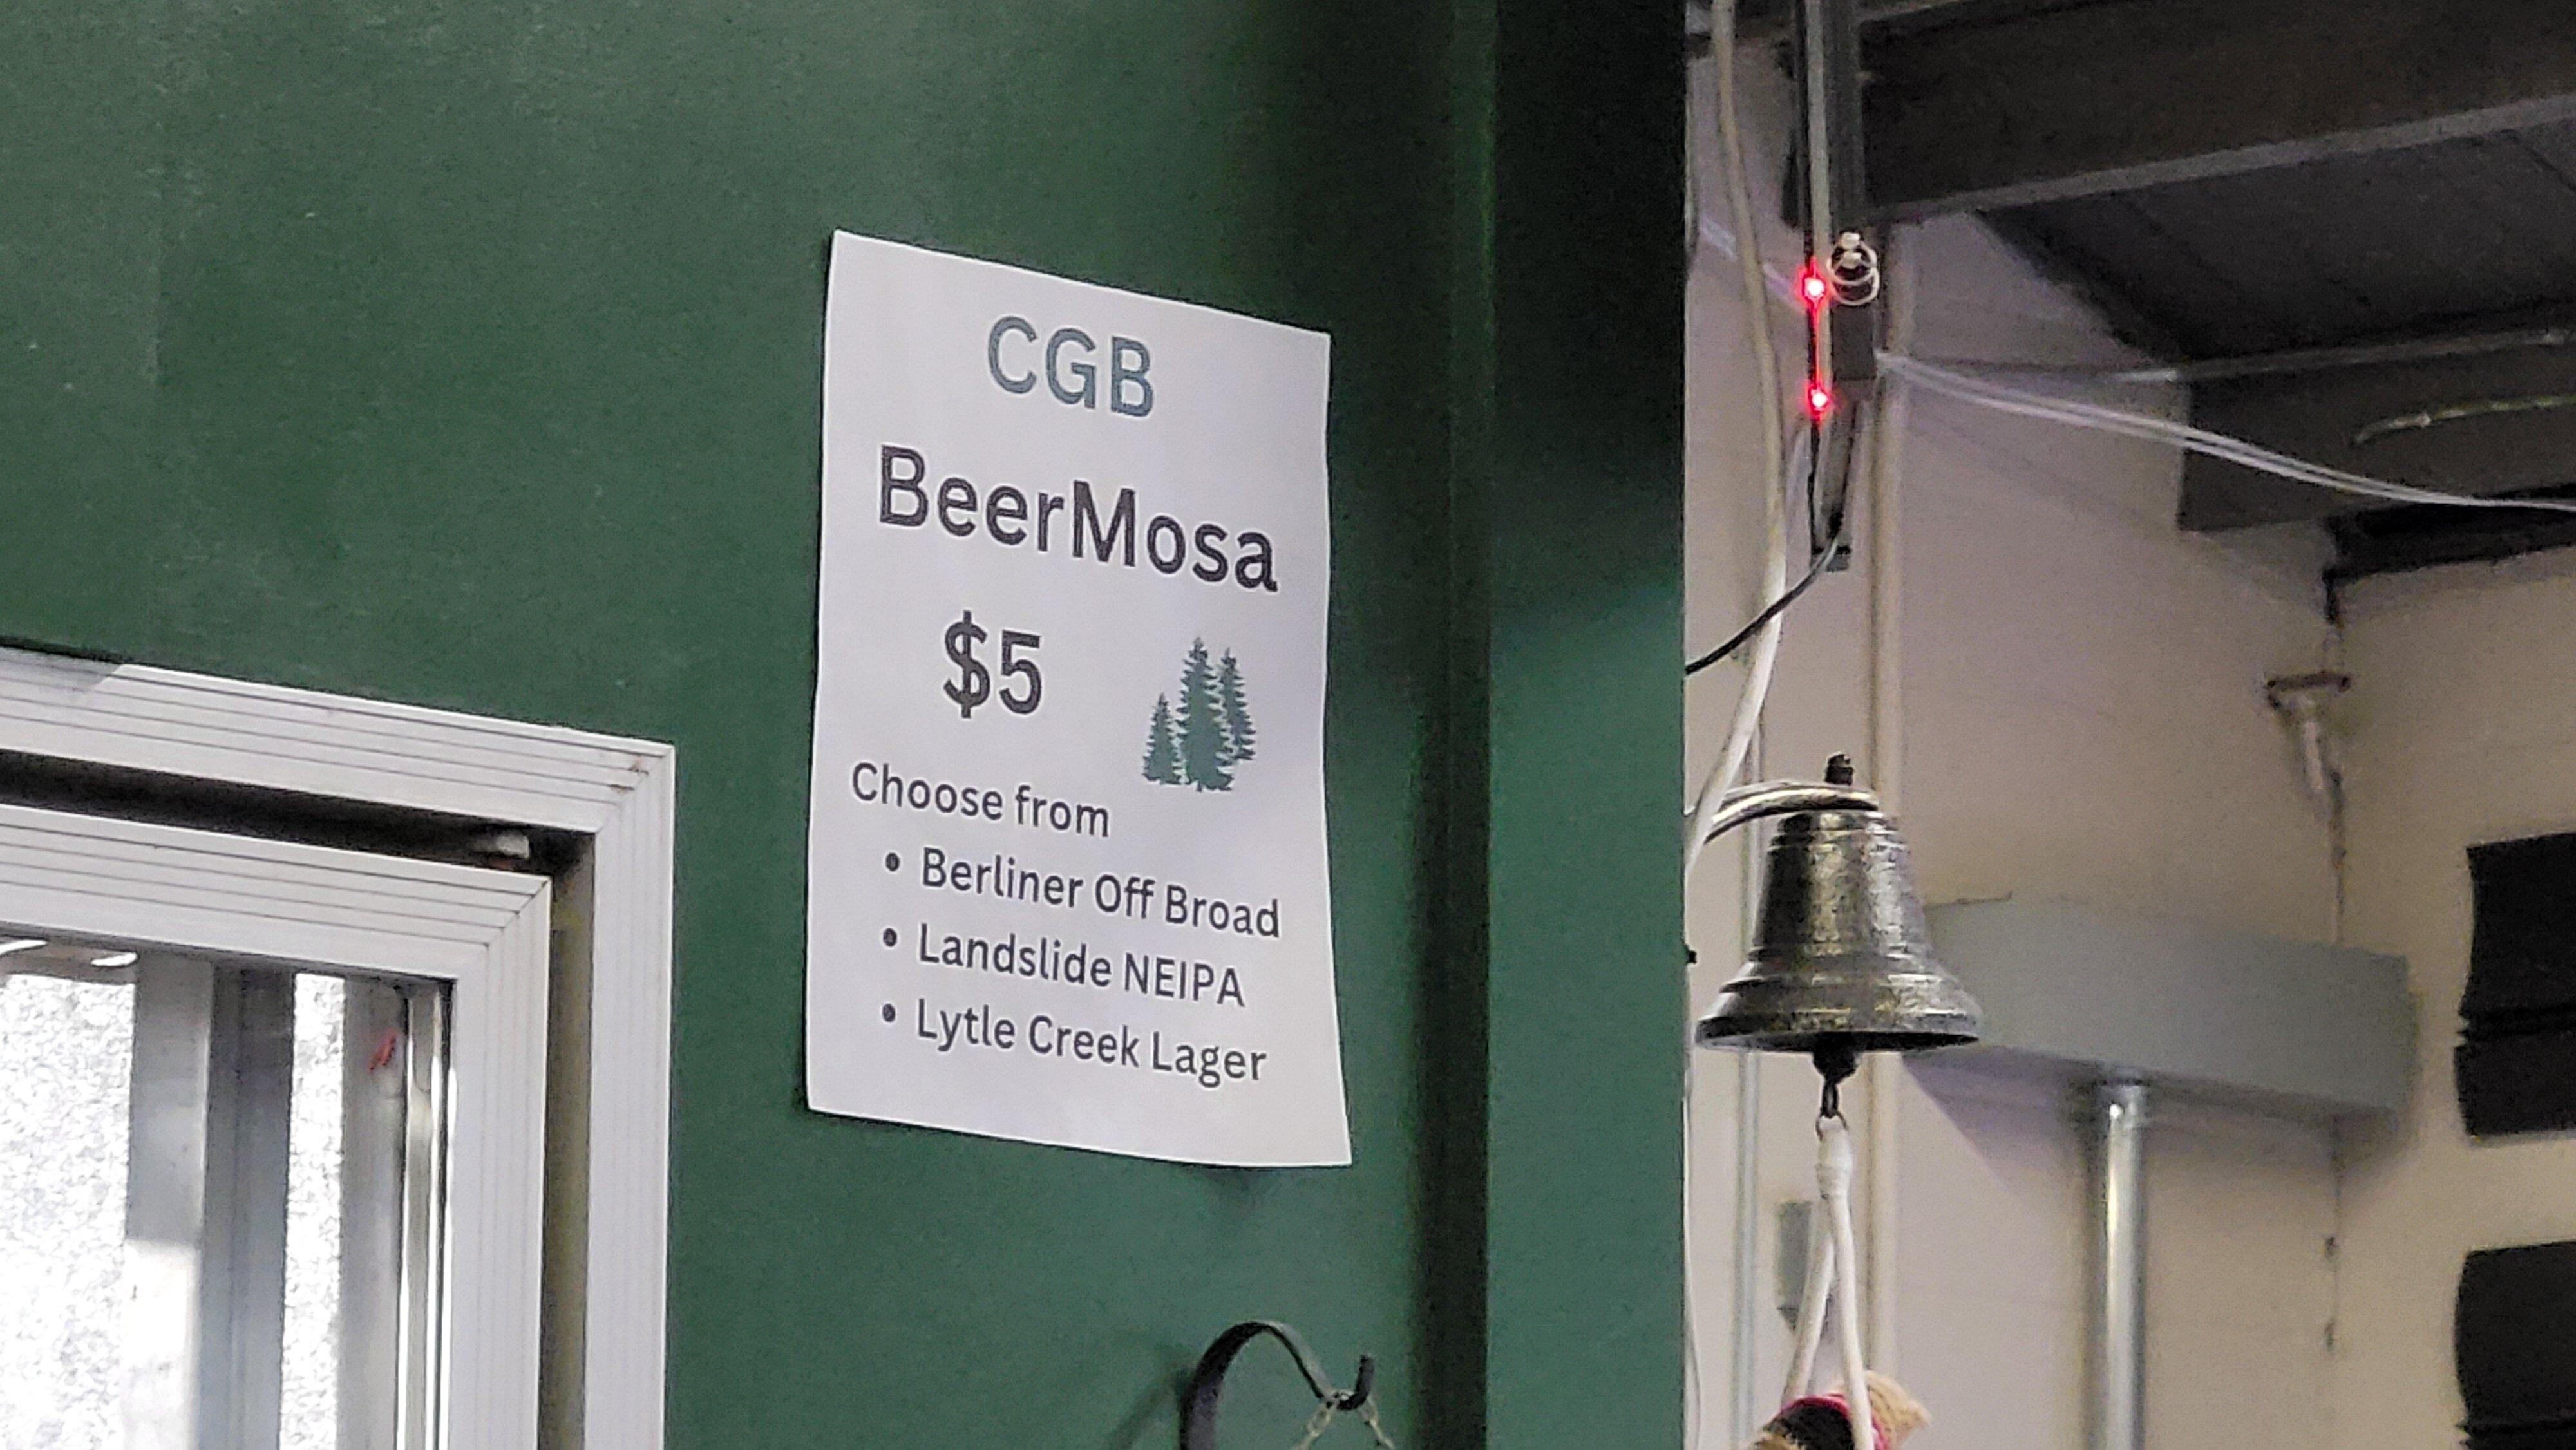 CGB
BeerMosa
$5
Choose from
• Berliner Off Broad
• Landslide NEIPA
• Lytle Creek Lager